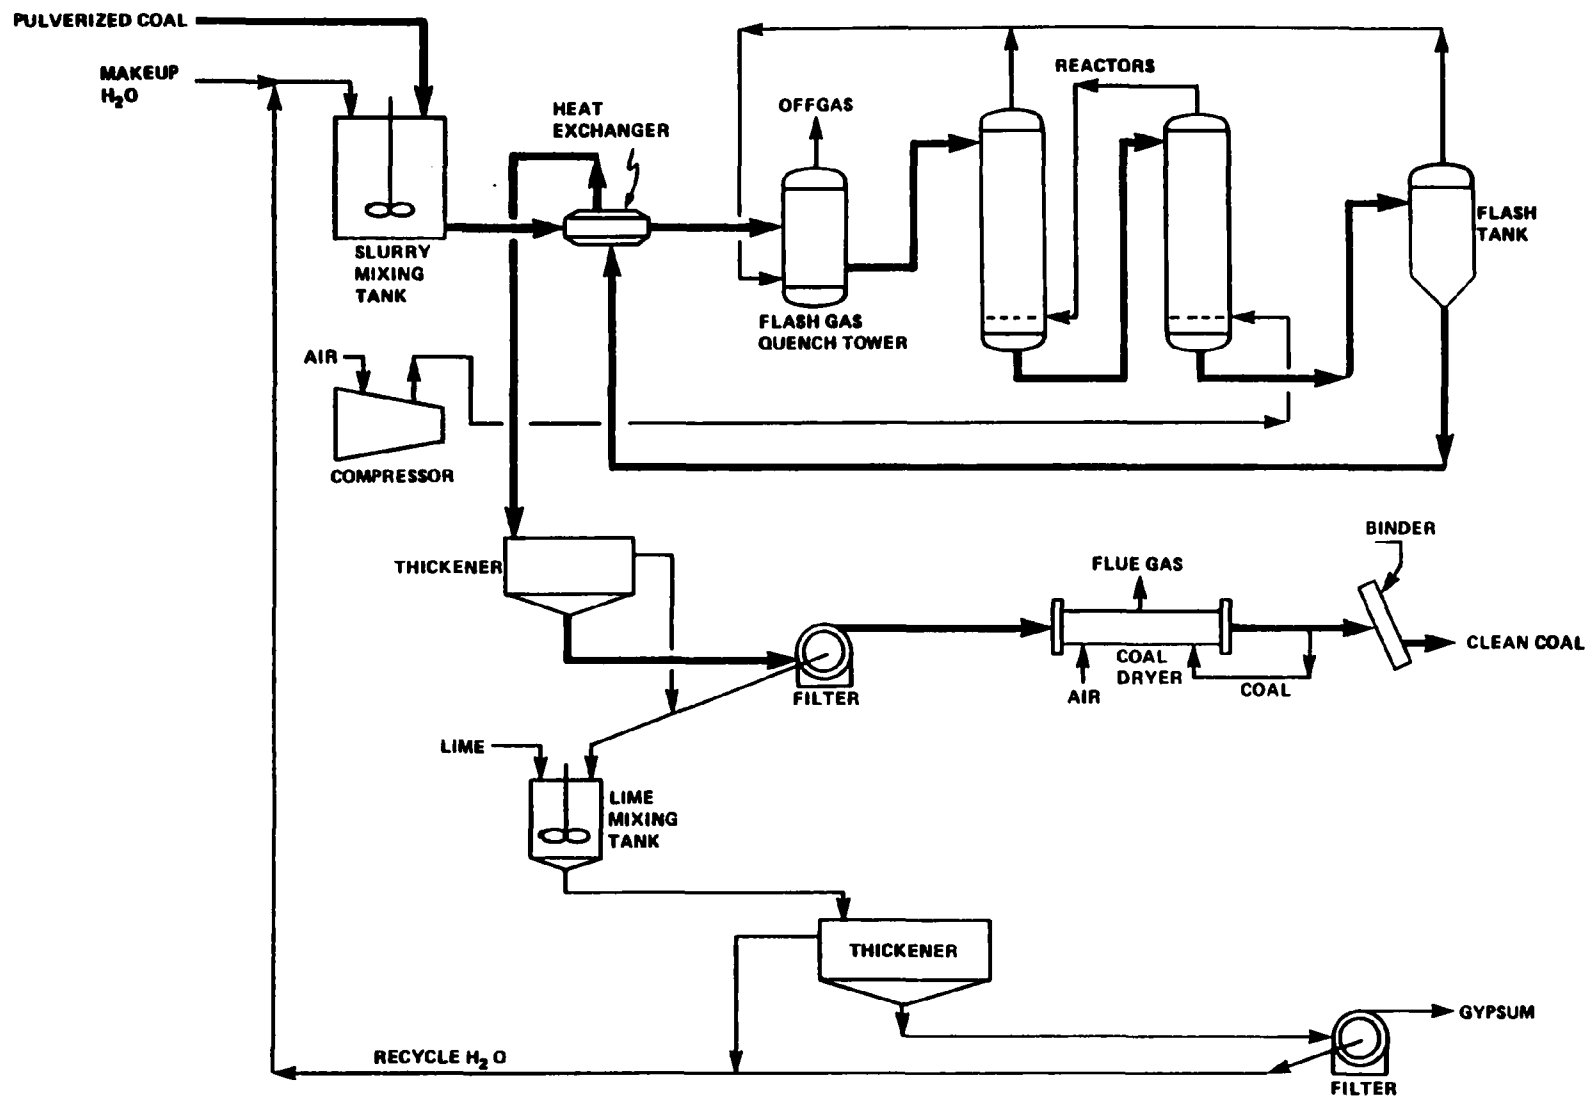 PULVERIZED COAL
MAKEUP
H₂O
REACTORS
HEAT
EXCHANGER
OFFGAS
FLASH
TANK
SLURRY
MIXING
TANK
FLASH GAS
QUENCH TOWER
AIR
COMPRESSOR
BINDER
THICKENER
FLUE GAS
CLEAN COAL
COAL
DRYER
AIR
COAL
FILTER
LIME
LIME
MIXING
TANK
THICKENER
GYPSUM
RECYCLE H₂O
FILTER